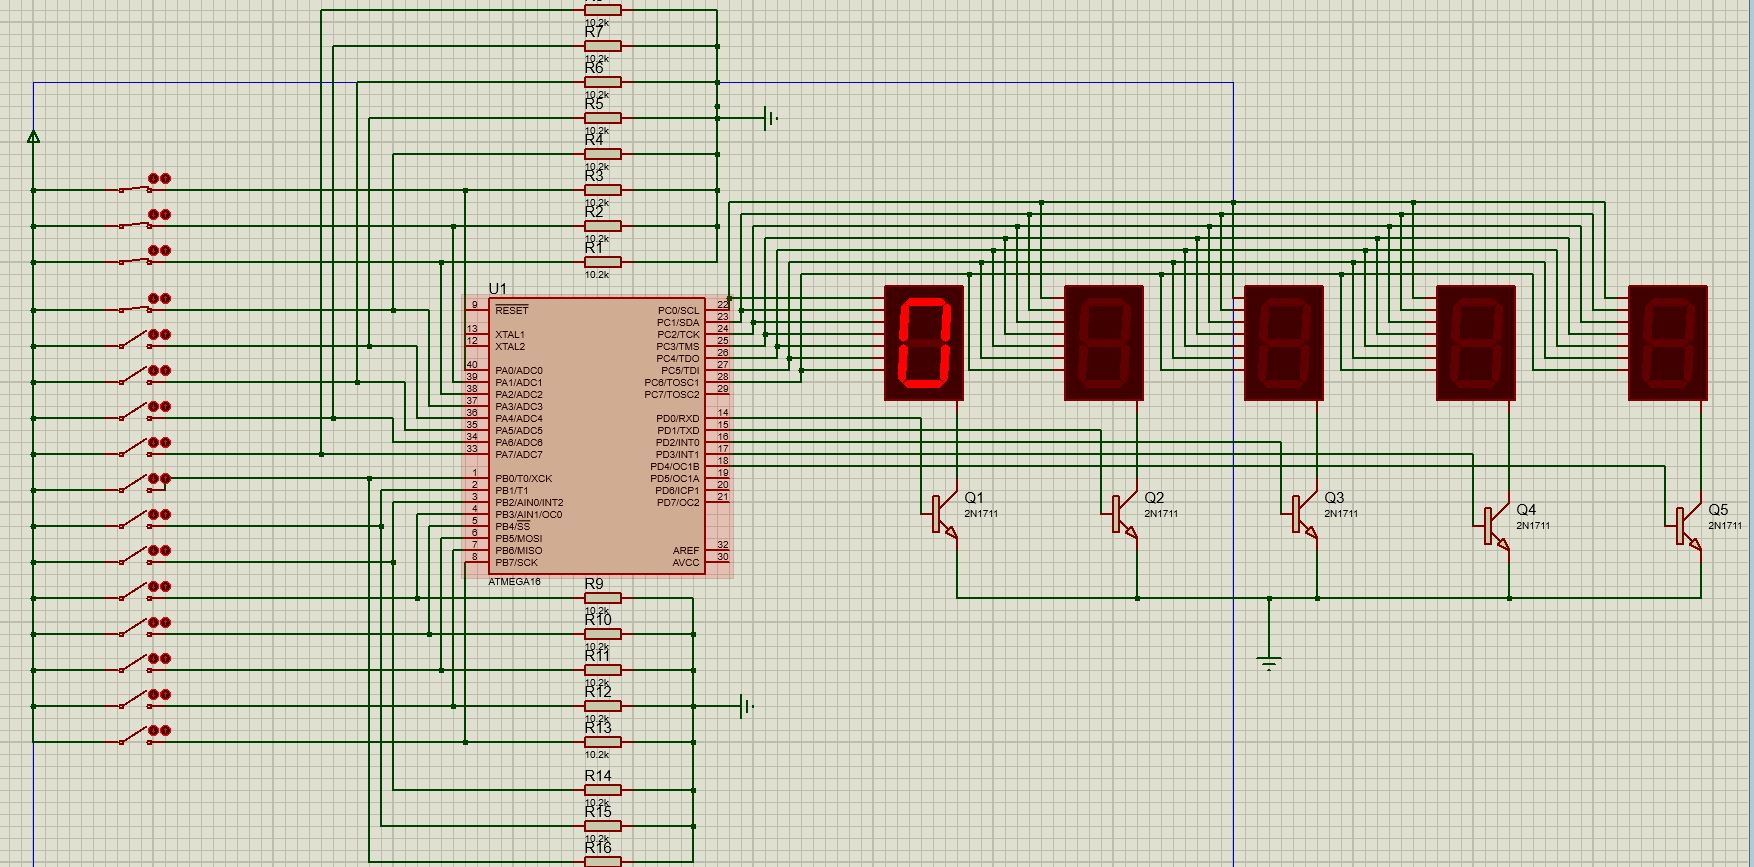 10.2k
R7
10.2k
R6
10.2k
R5
10.2k
R4
10.2k
R3
10.2k
R2
10.2k
R1
10.2k
U1
9
RESET
13
XTAL1
12
XTAL2
40
PA0/ADC0
39
PA1/ADC1
38
PA2/ADC2
37
PA3/ADC3
36
PA4/ADC4
35
PA5/ADC5
34
PA6/ADC6
33
PA7/ADC7
1
PB0/T0/XCK
2
PB1/T1
3
PB2/AIN0/INT2
4
PB3/AIN1/OC0
5
PB4/SS
6
PB5/MOSI
7
PB6/MISO
8
PB7/SCK
22
PC0/SCL
23
PC1/SDA
24
PC2/TCK
25
PC3/TMS
26
PC4/TDO
27
PC5/TDI
28
PC6/TOSC1
29
PC7/TOSC2
14
PD0/RXD
15
PD1/TXD
16
PD2/INT0
17
PD3/INT1
18
PD4/OC1B
19
PD5/OC1A
20
PD6/ICP1
21
PD7/OC2
32
AREF
30
AVCC
ATMEGA16
0
8
8
8
8
Q1
2N1711
Q2
2N1711
Q3
2N1711
Q4
2N1711
Q5
2N1711
R9
10.2k
R10
10.2k
R11
10.2k
R12
10.2k
R13
10.2k
R14
10.2k
R15
10.2k
R16